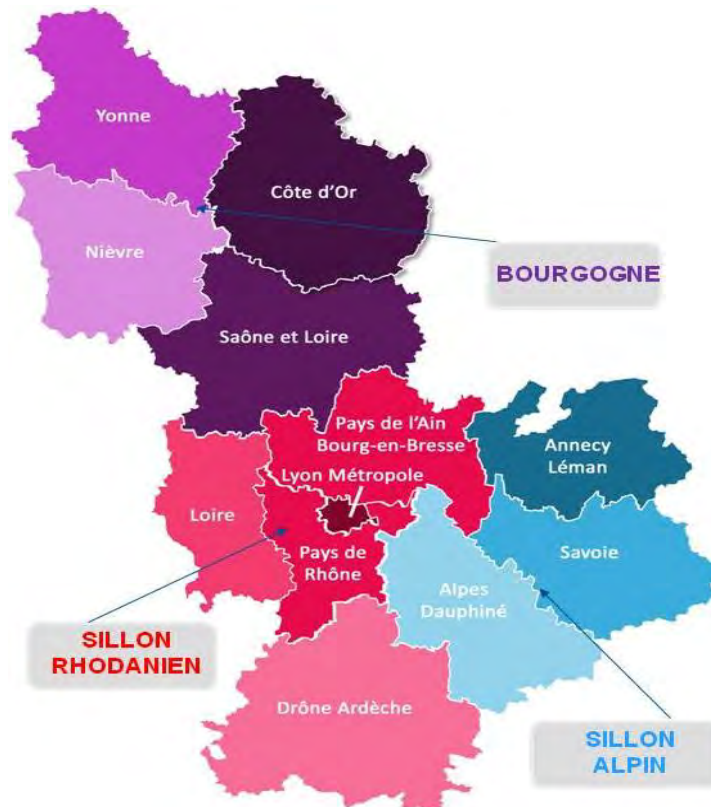 Yonne
Côte d'Or
Nièvre
BOURGOGNE
Saône et Loire
Pays de l'Ain
Bourg-en-Bresse
Annecy
Léman
Lyon Métropole
Loire
Savoie
Pays de
Rhône
Alpes
Dauphiné
SILLON
RHODANIEN
Drône Ardèche
SILLON
ALPIN